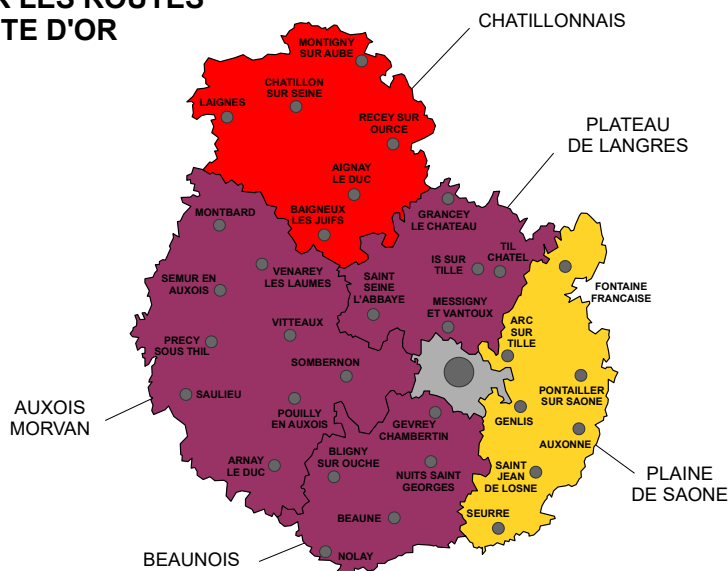 R LES ROUTES
TE D'OR
CHATILLONNAIS
MONTIGNY
SUR AUBE
CHATILLON
SUR SEINE
LAIGNES
RECEY SUR
OURCE
PLATEAU
DE LANGRES
AIGNAY
LE DUC
BAIGNEUX
LES JUIFS
MONTBARD
GRANCEY
LE CHATEAU
TIL
CHATEL
IS SUR
TILLE
VENAREY
LES LAUMES
SEMUR EN
AUXOIS
SAINT
SEINE
L'ABBAYE
FONTAINE
FRANCAISE
MESSIGNY
ET VANTOUX
ARC
SUR
TILLE
VITTEAUX
PRECY
SOUS THIL
SOMBERNON
PONTAILLER
SUR SAONE
SAULIEU
AUXOIS
MORVAN
POUILLY
EN AUXOIS
GEVREY
CHAMBERTIN
GENLIS
AUXONNE
ARNAY
LE DUC
BLIGNY
SUR OUCHE
NUITS SAINT
GEORGES
SAINT
JEAN
DE LOSNE
PLAINE
DE SAONE
BEAUNE
SEURRE
BEAUNOIS
NOLAY